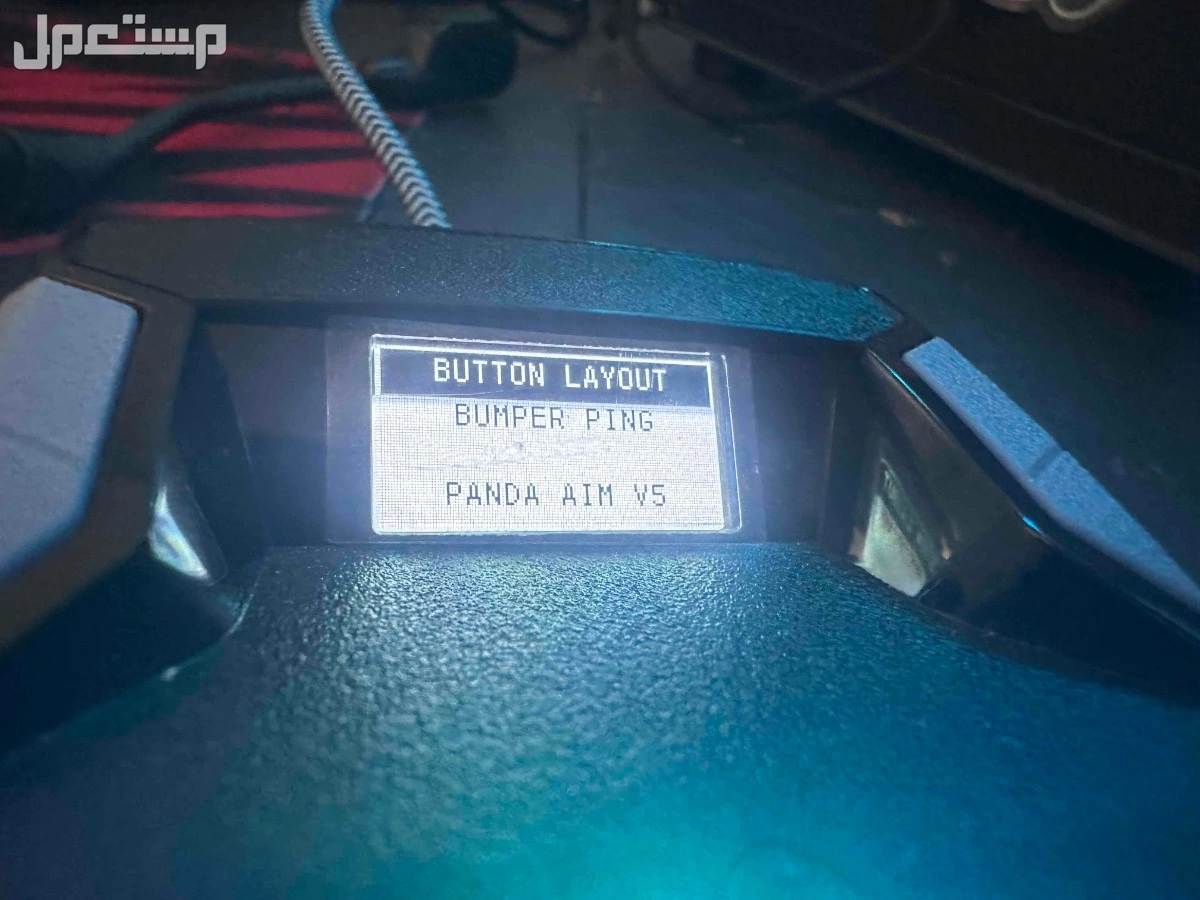 مستعمل
BUTTON LAYOUT
BUMPER PING
PANDA AIM V5